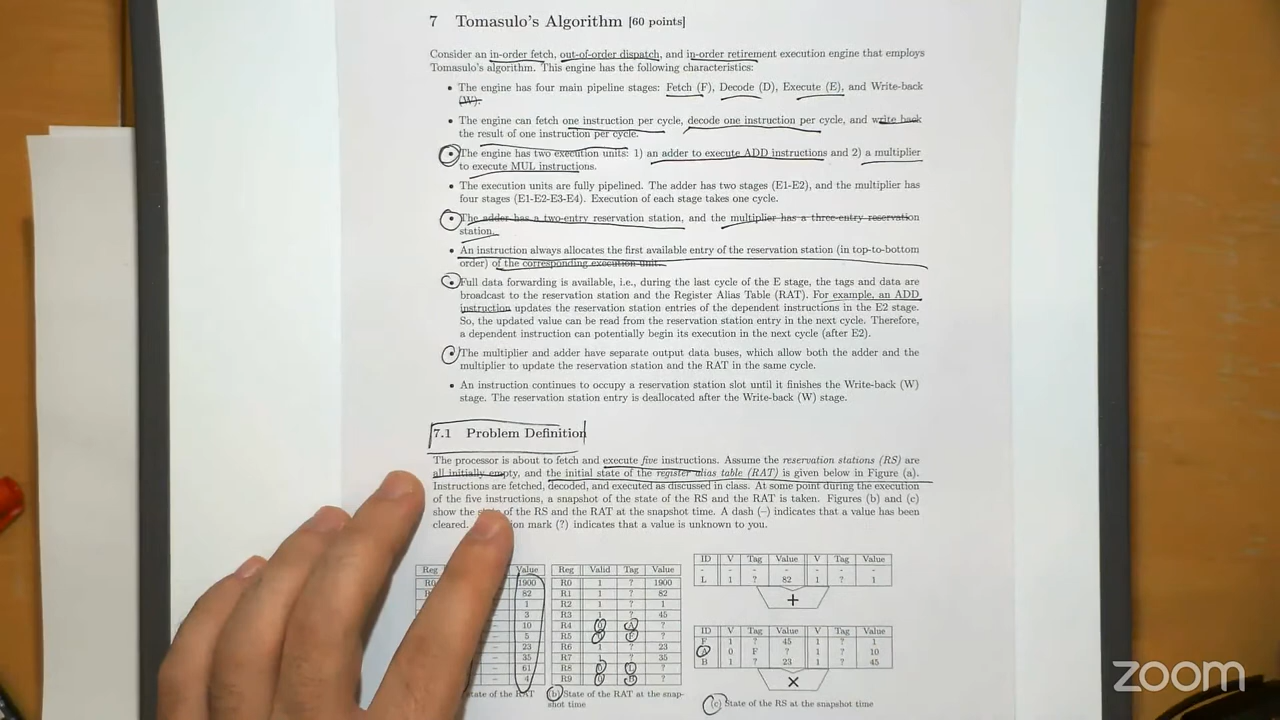 7 Tomasulo's Algorithm [60 points]
Consider an in-order fetch, out-of-order dispatch, and in-order retirement execution engine that employs
Tomasulo's algorithm. This engine has the following characteristics:
• The engine has four main pipeline stages: Fetch (F), Decode (D), Execute (E), and Write-back
(W).
• The engine can fetch one instruction per cycle, decode one instruction per cycle, and write back
the result of one instruction per cycle.
• The engine has two execution units: 1) an adder to execute ADD instructions and 2) a multiplier
to execute MUL instructions.
• The execution units are fully pipelined. The adder has two stages (E1-E2), and the multiplier has
four stages (E1-E2-E3-E4). Execution of each stage takes one cycle.
• The adder has a two-entry reservation station, and the multiplier has a three-entry reservation
station.
• An instruction always allocates the first available entry of the reservation station (in top-to-bottom
order) of the corresponding execution unit.
• Full data forwarding is available, i.e., during the last cycle of the E stage, the tags and data are
broadcast to the reservation station and the Register Alias Table (RAT). For example, an ADD
instruction updates the reservation station entries of the dependent instructions in the E2 stage.
So, the updated value can be read from the reservation station entry in the next cycle. Therefore,
a dependent instruction can potentially begin its execution in the next cycle (after E2).
• The multiplier and adder have separate output data buses, which allow both the adder and the
multiplier to update the reservation station and the RAT in the same cycle.
• An instruction continues to occupy a reservation station slot until it finishes the Write-back (W)
stage. The reservation station entry is deallocated after the Write-back (W) stage.
7.1 Problem Definition
The processor is about to fetch and execute five instructions. Assume the reservation stations (RS) are
all initially empty, and the initial state of the register alias table (RAT) is given below in Figure (a).
Instructions are fetched, decoded, and executed as discussed in class. At some point during the execution
of the five instructions, a snapshot of the state of the RS and the RAT is taken. Figures (b) and (c)
show the of the RS and the RAT at the snapshot time. A dash (–) indicates that a value has been
cleared. mark (?) indicates that a value is unknown to you.
Reg Value
R0 1900
82
1
3
10
– 5
– 23
– 35
– 61
– 4
state of the RAT
Reg Valid Tag Value
R0 1 ? 1900
R1 1 ? 82
R2 1 ? 1
R3 1 ? 45
R4 0 A ?
R5 0 F ?
R6 1 ? 23
R7 1 ? 35
R8 0 L ?
R9 0 B ?
(b) State of the RAT at the snap-
shot time
ID V Tag Value V Tag Value
- - - - - - -
L 1 ? 82 1 ? 1
+
ID V Tag Value V Tag Value
F 1 ? 45 1 ? 1
A 0 F ? 1 ? 10
B 1 ? 23 1 ? 45
×
(c) State of the RS at the snapshot time
zoom